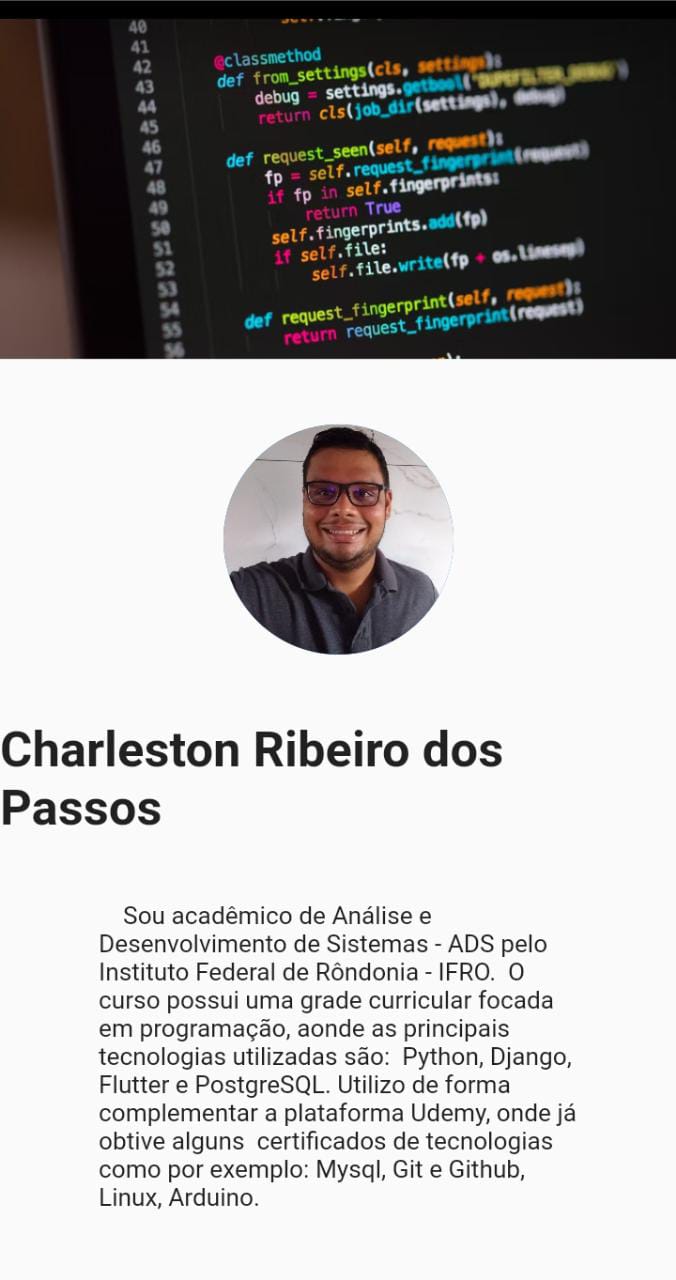 40
41
42 @classmethod
43 def from_settings(cls, settings):
44 debug = settings.getbool('DUPEFILTER_DEBUG')
45 return cls(job_dir(settings), debug)
46
47 def request_seen(self, request):
48 fp = self.request_fingerprint(request)
49 if fp in self.fingerprints:
50 return True
51 self.fingerprints.add(fp)
52 if self.file:
53 self.file.write(fp + os.linesep)
54
55 def request_fingerprint(self, request):
56 return request_fingerprint(request)
Charleston Ribeiro dos
Passos
Sou acadêmico de Análise e
Desenvolvimento de Sistemas - ADS pelo
Instituto Federal de Rôndonia - IFRO.  O
curso possui uma grade curricular focada
em programação, aonde as principais
tecnologias utilizadas são:  Python, Django,
Flutter e PostgreSQL. Utilizo de forma
complementar a plataforma Udemy, onde já
obtive alguns  certificados de tecnologias
como por exemplo: Mysql, Git e Github,
Linux, Arduino.